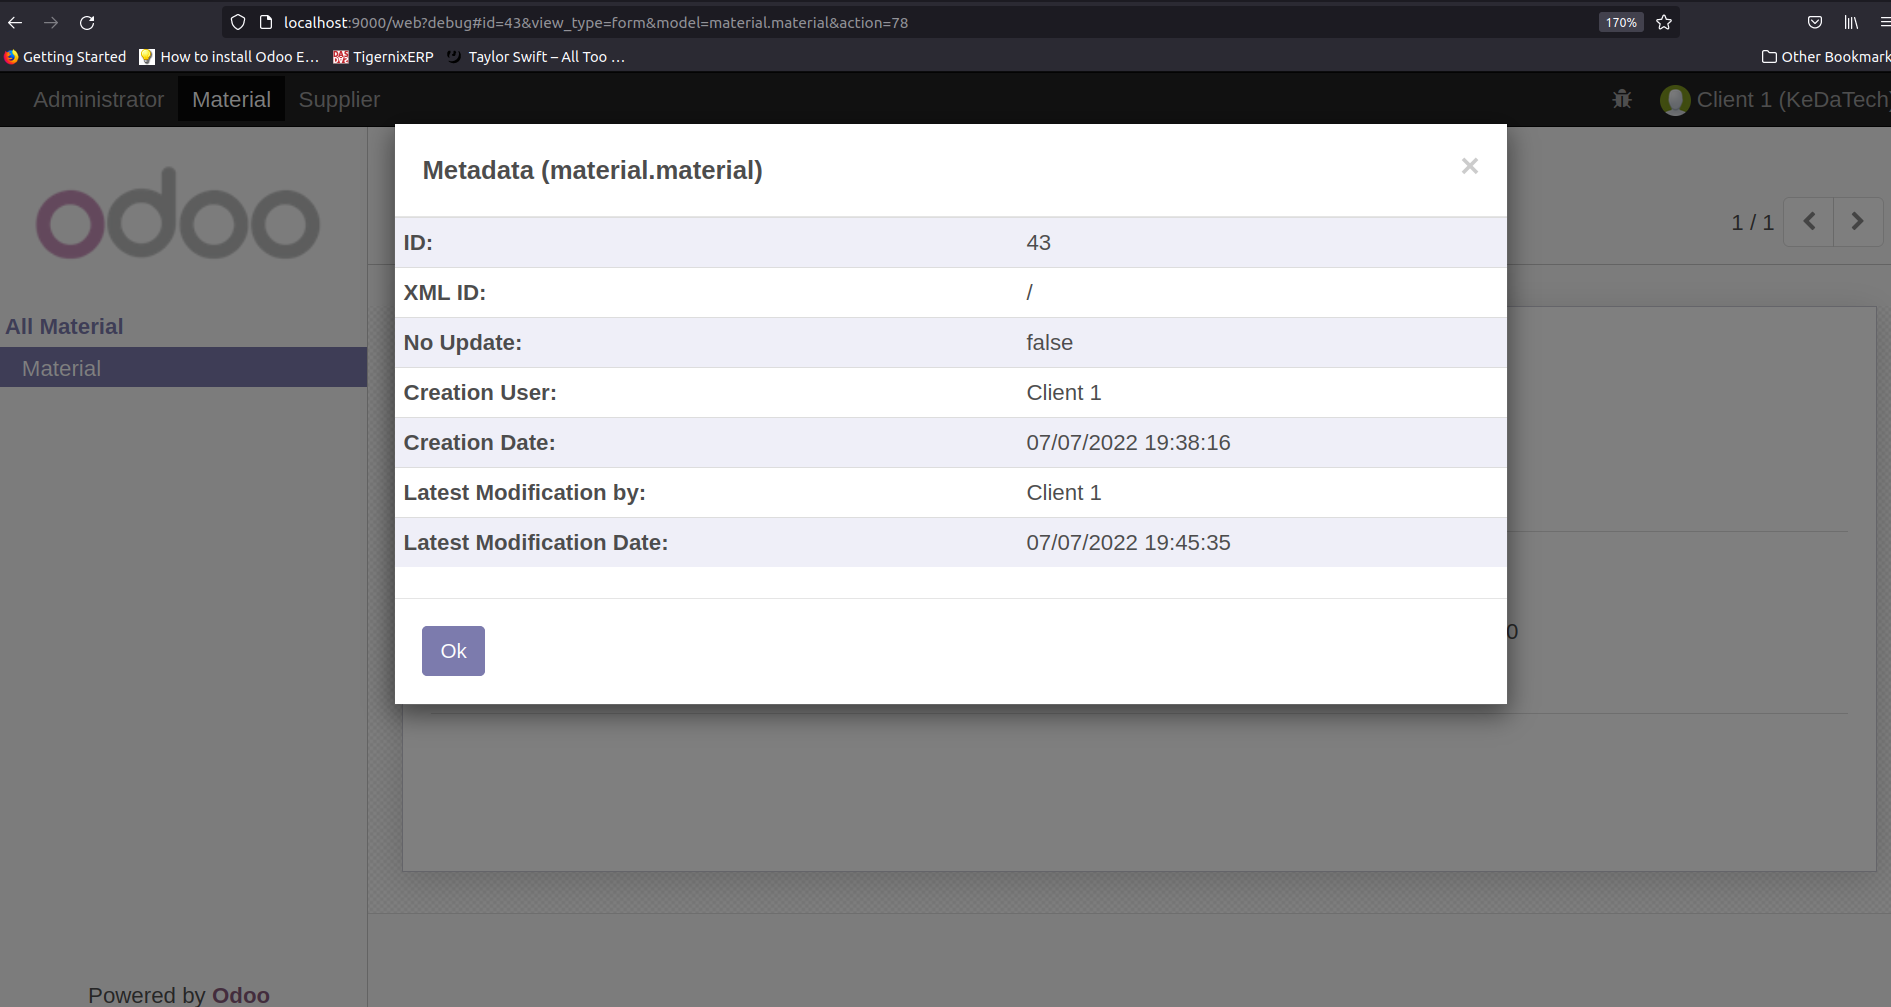 localhost:9000/web?debug#id=43&view_type=form&model=material.material&action=78 170%
Getting Started How to install Odoo E… TigernixERP Taylor Swift – All Too … Other Bookmark
Administrator Material Supplier Client 1 (KeDaTech)
Metadata (material.material) ×
odoo
1 / 1
ID: 43
XML ID: /
All Material
No Update: false
Material
Creation User: Client 1
Creation Date: 07/07/2022 19:38:16
Latest Modification by: Client 1
Latest Modification Date: 07/07/2022 19:45:35
0
Ok
Powered by Odoo